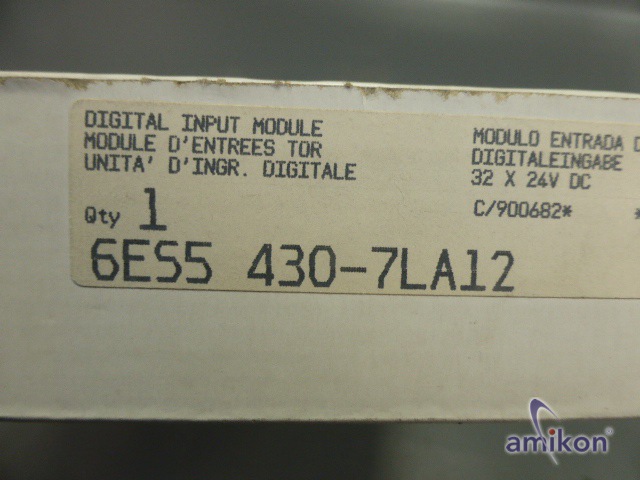 DIGITAL INPUT MODULE
MODULE D'ENTREES TOR
UNITA' D'INGR. DIGITALE
MODULO ENTRADA D
DIGITALEINGABE
32 X 24V DC
C/900682*
Qty 1
6ES5 430-7LA12
amikon®